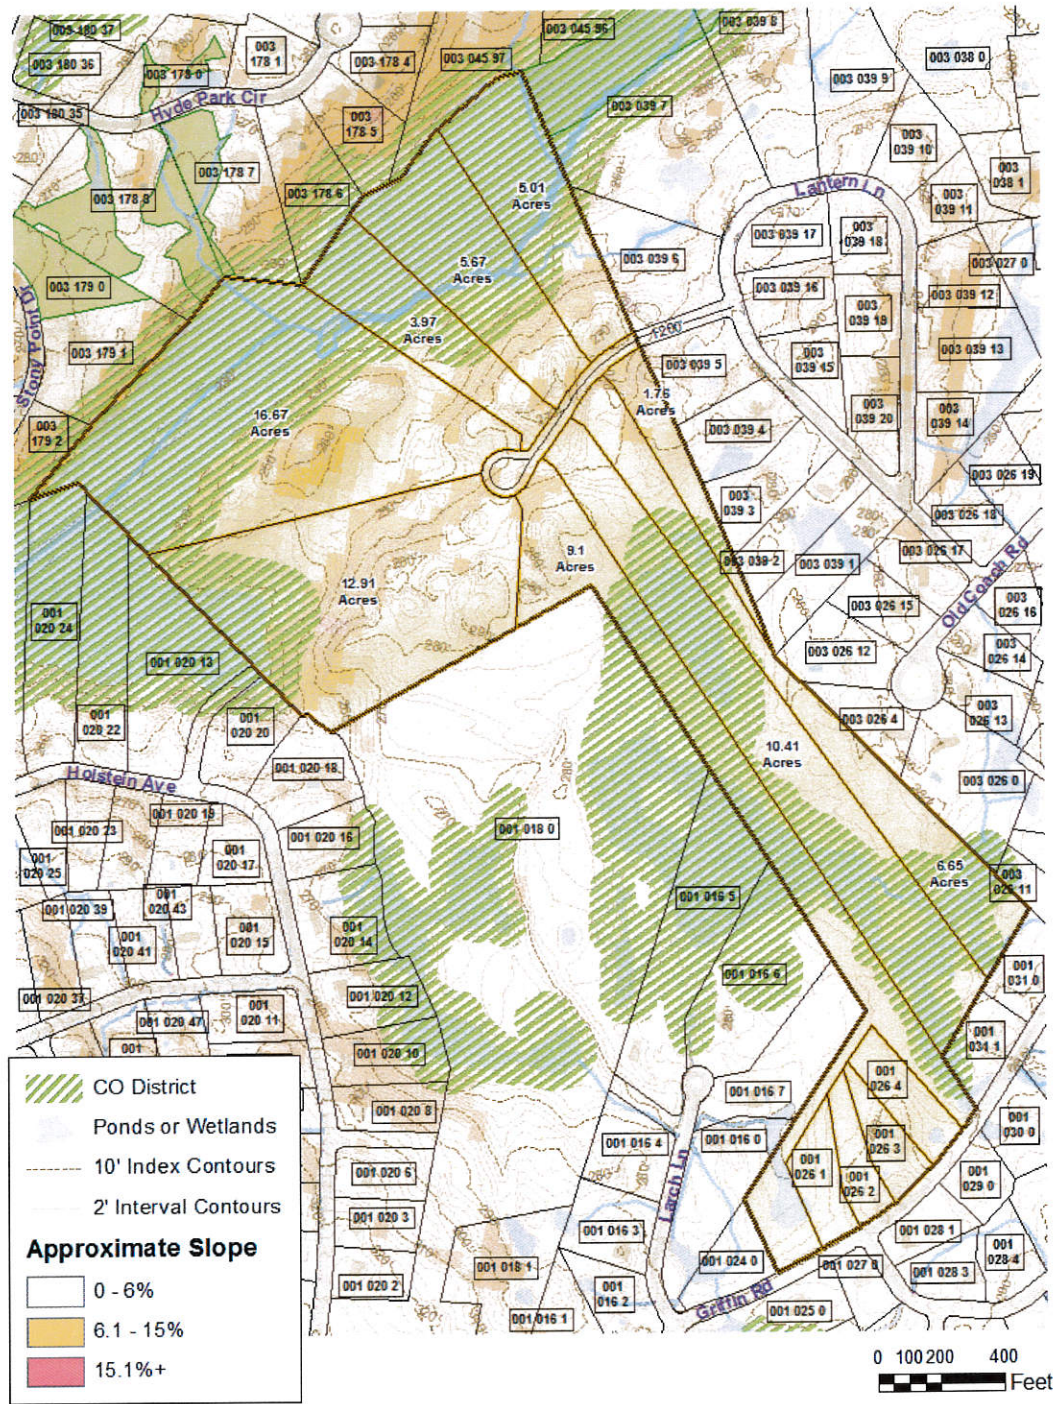 003 180 37
003 045 96
003 039 8
003 180 36
003 178 0
003
178 1
003 178 4
003 045 97
003 039 9
003 038 0
003 180 35
Hyde Park Cir
003
178 5
003 039 7
003
039 10
003 178 7
003
038 1
003 178 8
003 178 6
5.01
Acres
Lantern Ln
003
039 11
003 039 17
003
039 18
5.67
Acres
003 039 6
003 027 0
003 179 0
003 039 16
003 039 12
Stony Point Dr
003
039 19
3.97
Acres
1200'
003 179 1
003 039 5
003
039 15
003 039 13
1.76
Acres
003
039 20
003
039 14
003
179 2
16.67
Acres
003 039 4
003 026 19
003
039 3
003 026 18
9.1
Acres
003 039 2
003 039 1
003 026 17
Old Coach Rd
12.91
Acres
003 026 15
003
026 16
001
020 24
003 026 12
003
026 14
001 020 13
001
020 22
001
020 20
003 026 4
003
026 13
10.41
Acres
Holstein Ave
001 020 18
003 026 0
001 020 19
001 020 23
001 020 16
001 018 0
001
020 25
001
020 17
6.65
Acres
003
026 11
001 020 39
001
020 43
001 016 5
001
020 41
001
020 15
001
020 14
001 016 6
001
031 0
001 020 37
001 020 12
001 020 47
001
020 11
001
034 1
001
001 020 10
001
026 4
001 016 7
001 020 8
001
030 0
001 016 4
001 016 0
001
026 3
001
026 1
001
026 2
001
029 0
001 020 6
Larch Ln
001 020 3
001 016 3
001 028 1
001
028 4
001 018 1
001 024 0
001 027 0
001 028 3
001 020 2
001
016 2
Griffin Rd
001 016 1
001 025 0
CO District
Ponds or Wetlands
10' Index Contours
2' Interval Contours
Approximate Slope
0 - 6%
6.1 - 15%
15.1%+
0 100 200 400
Feet